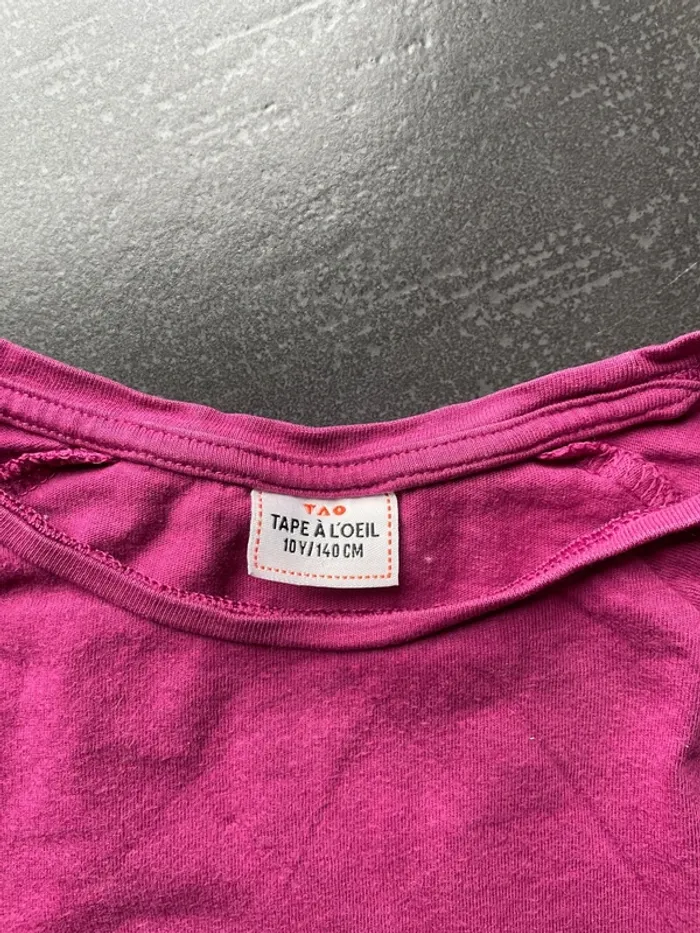 TAO
TAPE À L'OEIL
10Y/140 CM